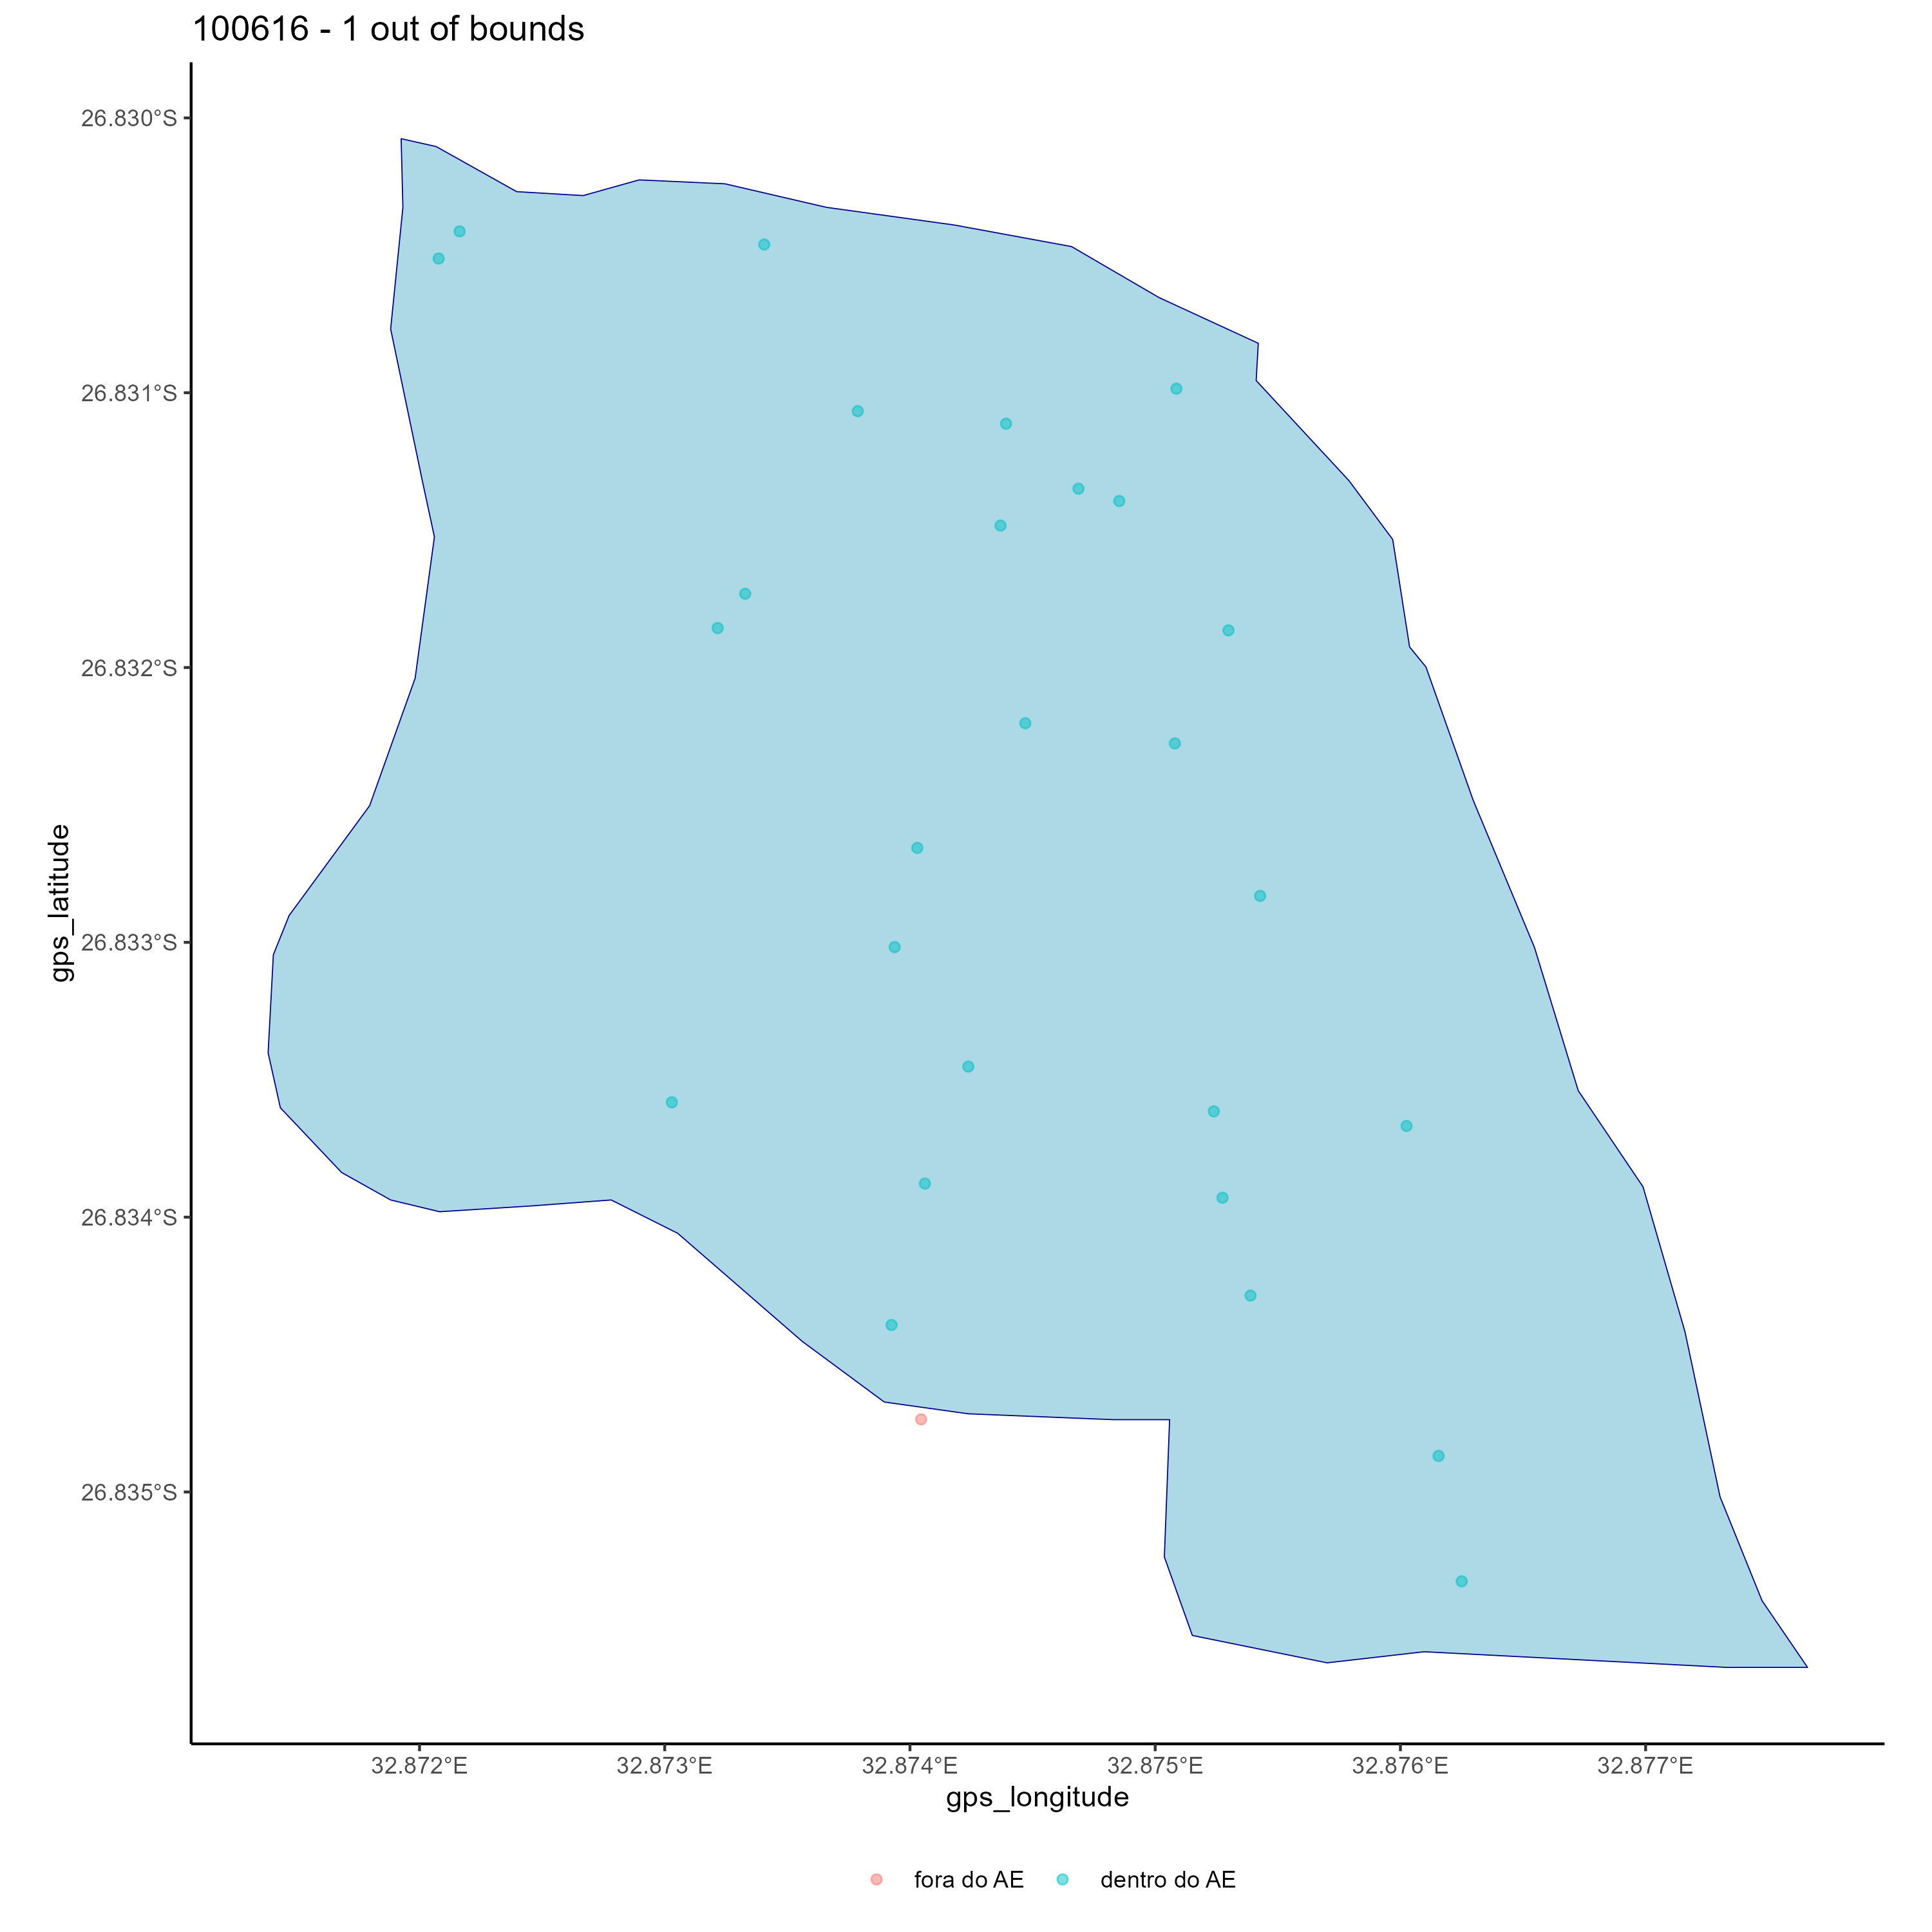 100616 - 1 out of bounds
26.830°S
26.831°S
26.832°S
26.833°S
26.834°S
26.835°S
gps_latitude
32.872°E 32.873°E 32.874°E 32.875°E 32.876°E 32.877°E
gps_longitude
fora do AE dentro do AE